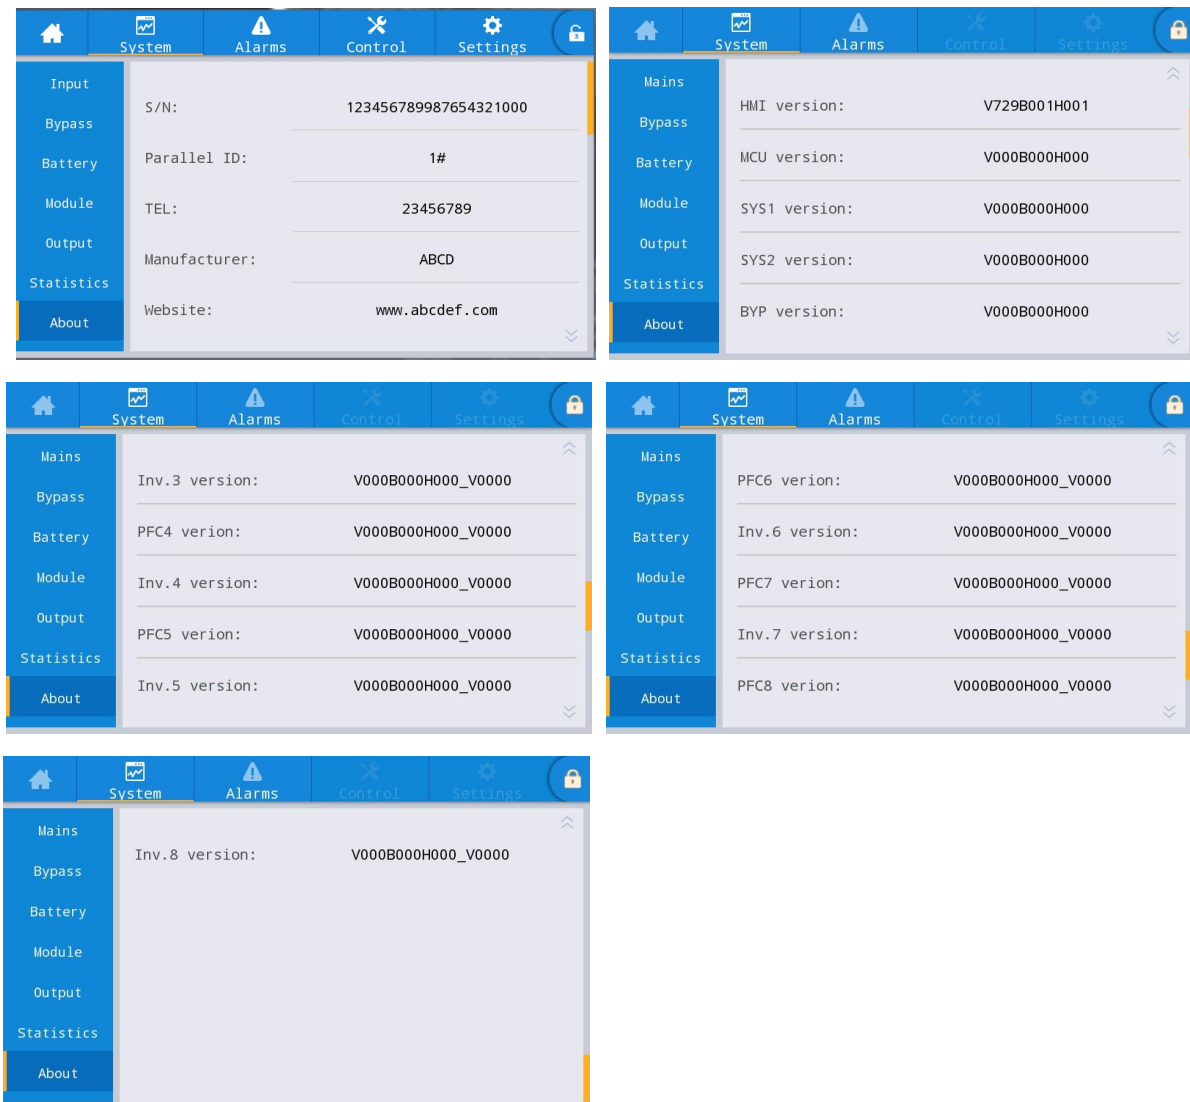 System
Alarms
Control
Settings
3
Input
Bypass
Battery
Module
Output
Statistics
About
S/N: 123456789987654321000
Parallel ID: 1#
TEL: 23456789
Manufacturer: ABCD
Website: www.abcdef.com
System
Alarms
Control
Settings
Mains
Bypass
Battery
Module
Output
Statistics
About
HMI version: V729B001H001
MCU version: V000B000H000
SYS1 version: V000B000H000
SYS2 version: V000B000H000
BYP version: V000B000H000
System
Alarms
Control
Settings
Mains
Bypass
Battery
Module
Output
Statistics
About
Inv.3 version: V000B000H000_V0000
PFC4 verion: V000B000H000_V0000
Inv.4 version: V000B000H000_V0000
PFC5 verion: V000B000H000_V0000
Inv.5 version: V000B000H000_V0000
System
Alarms
Control
Settings
Mains
Bypass
Battery
Module
Output
Statistics
About
PFC6 verion: V000B000H000_V0000
Inv.6 version: V000B000H000_V0000
PFC7 verion: V000B000H000_V0000
Inv.7 version: V000B000H000_V0000
PFC8 verion: V000B000H000_V0000
System
Alarms
Control
Settings
Mains
Bypass
Battery
Module
Output
Statistics
About
Inv.8 version: V000B000H000_V0000